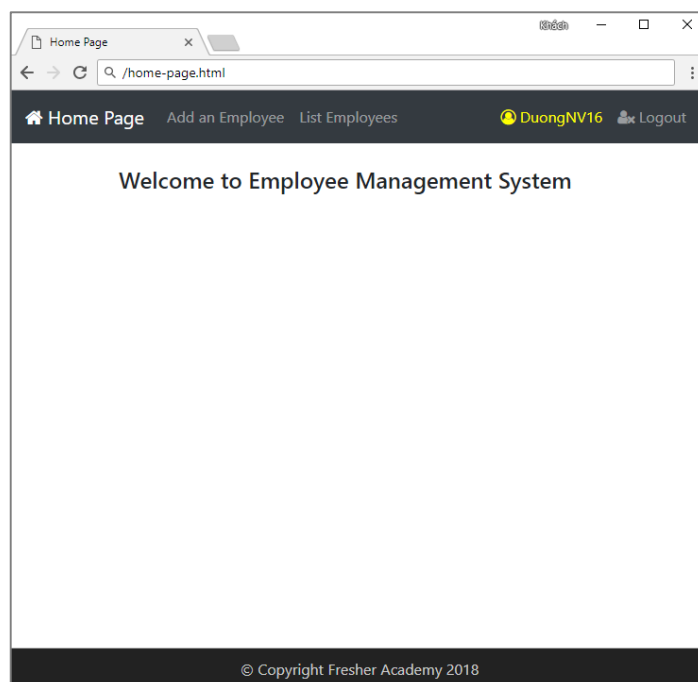 Khách
Home Page
/home-page.html
Home Page Add an Employee List Employees DuongNV16 Logout
Welcome to Employee Management System
© Copyright Fresher Academy 2018